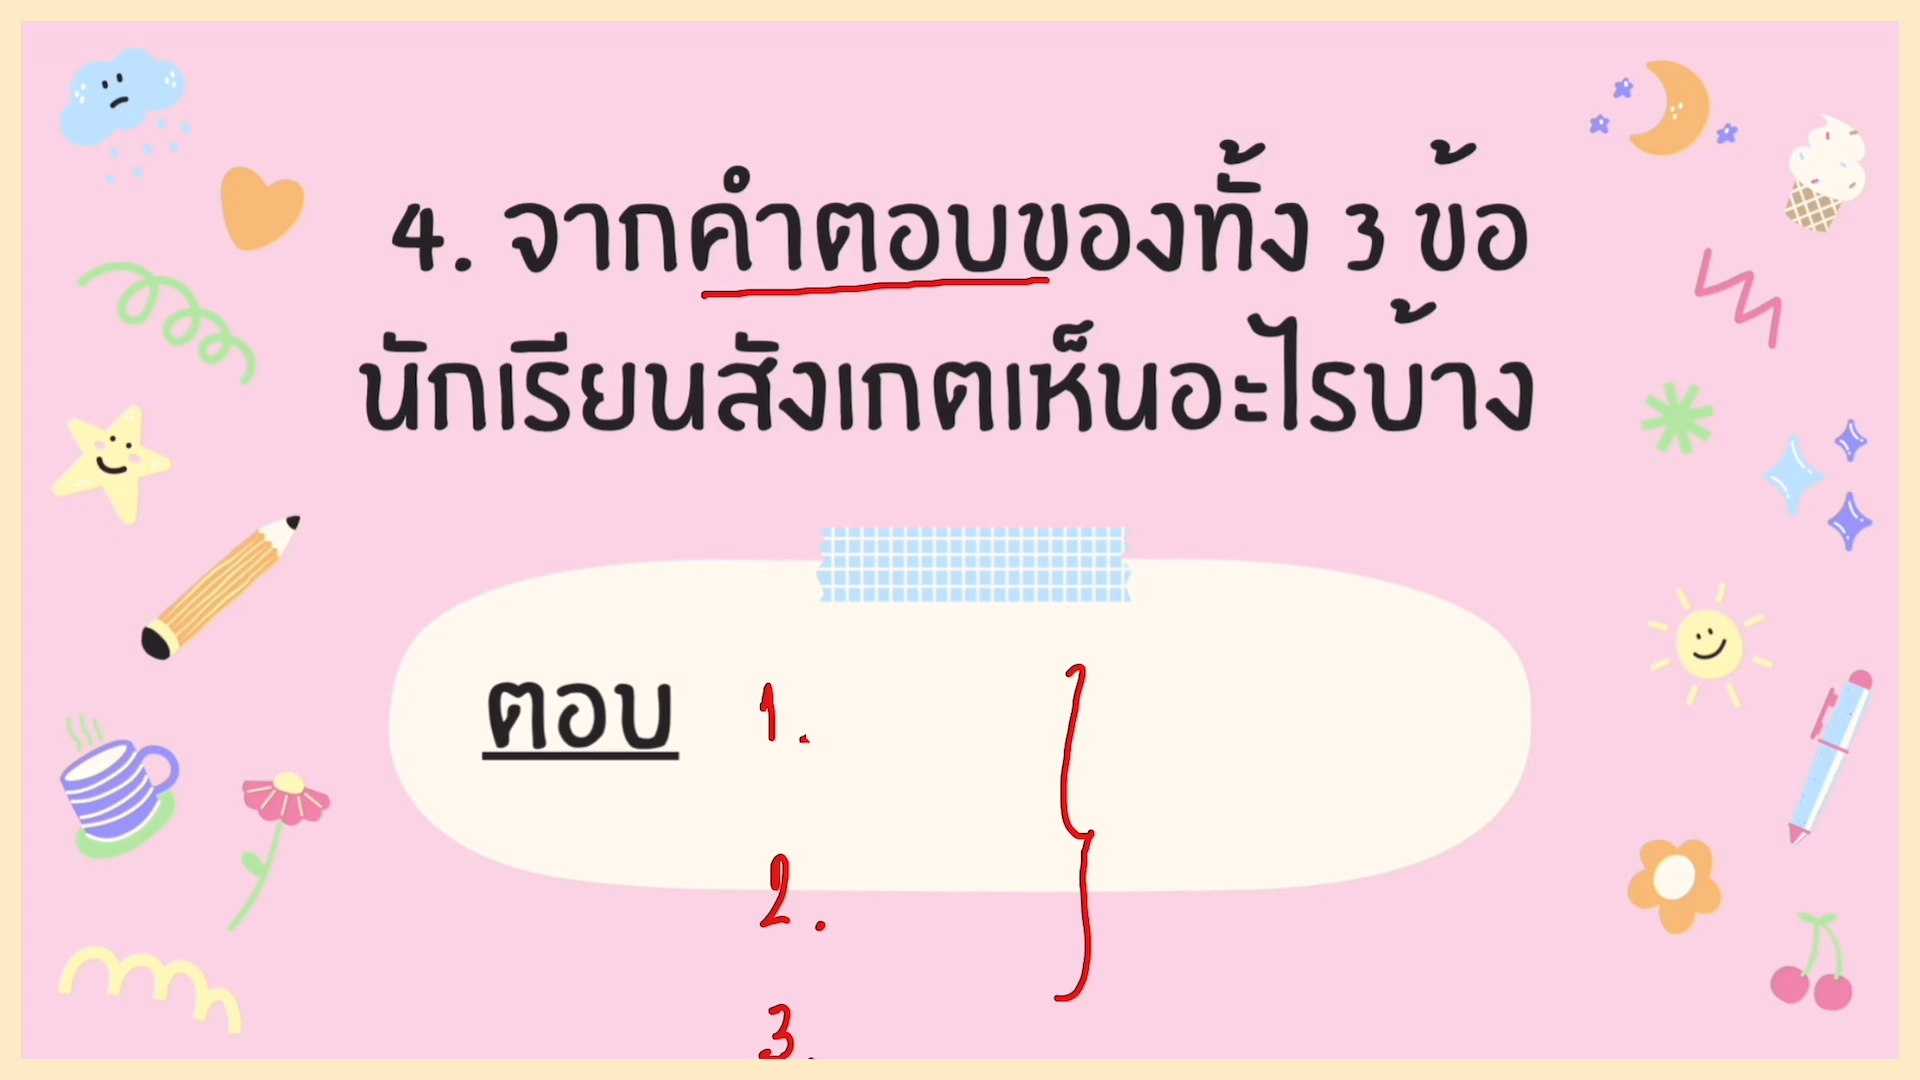 4. จากคำตอบของทั้ง 3 ข้อ
นักเรียนสังเกตเห็นอะไรบ้าง
ตอบ 1.
2.
3.